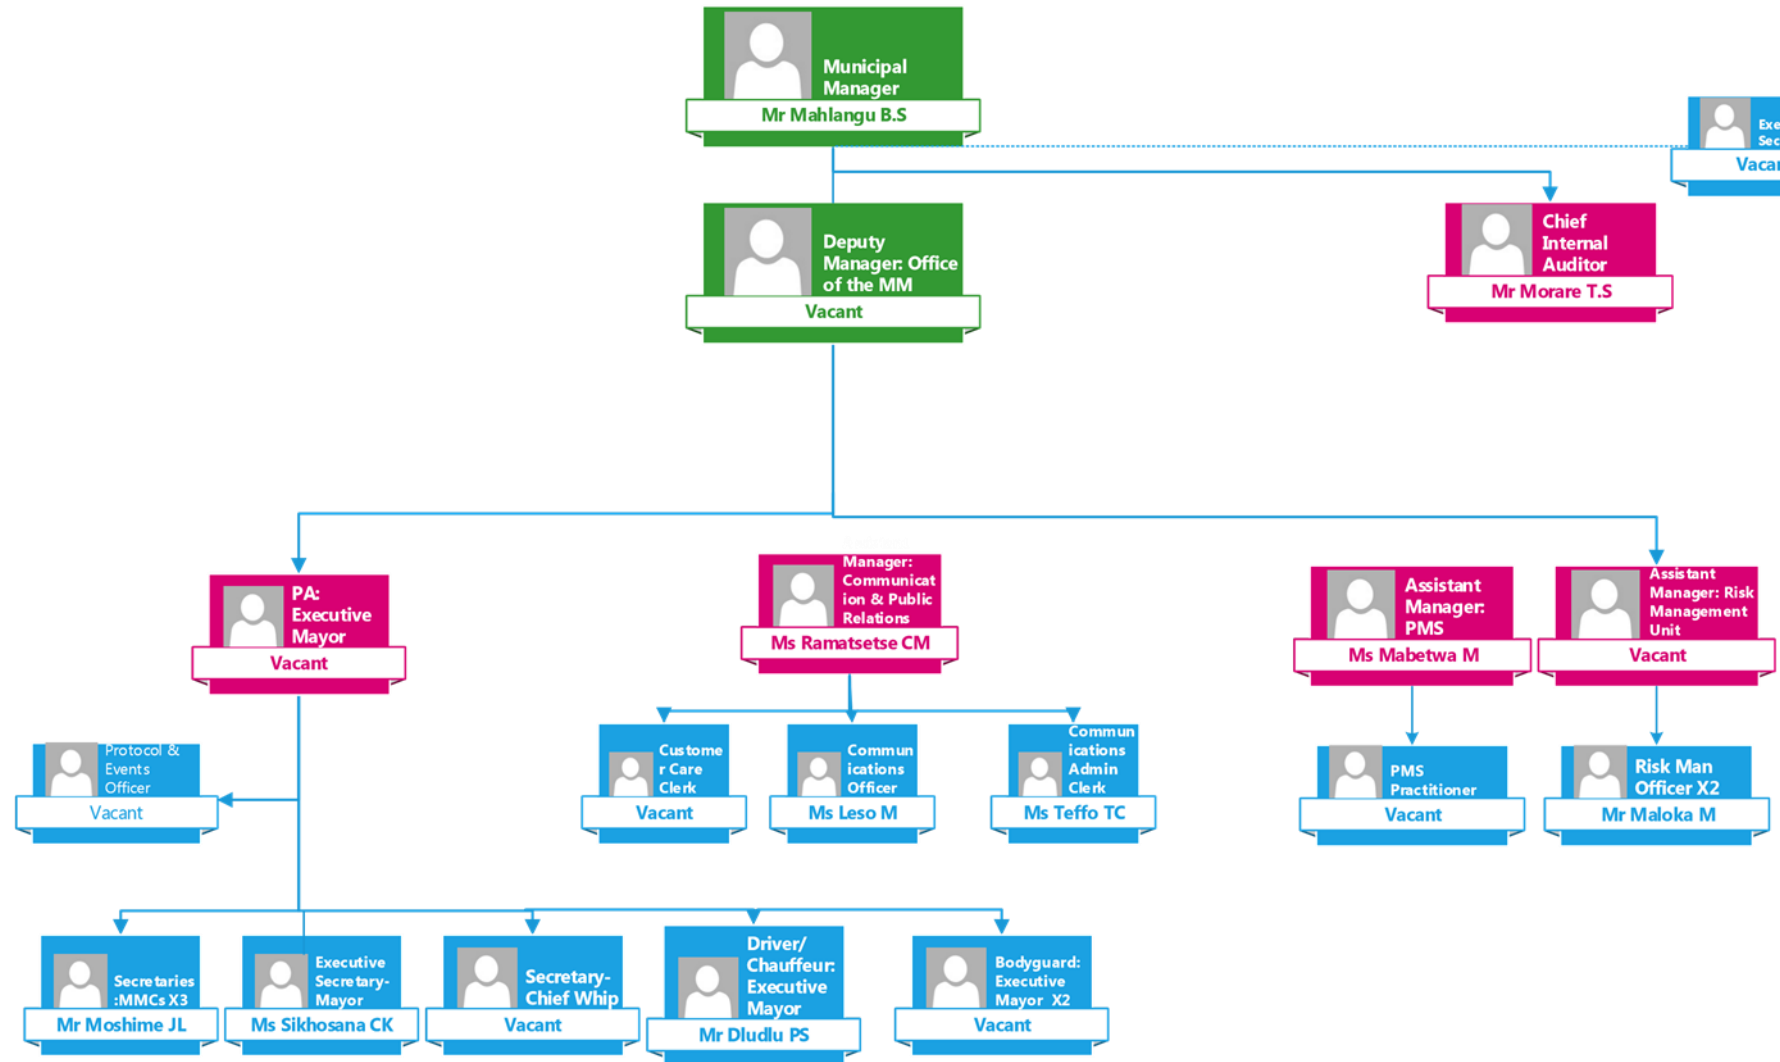 Municipal
Manager
Mr Mahlangu B.S
Deputy
Manager: Office
of the MM
Vacant
Chief
Internal
Auditor
Mr Morare T.S
PA:
Executive
Mayor
Vacant
Manager:
Communicat
ion & Public
Relations
Ms Ramatsetse CM
Assistant
Manager:
PMS
Ms Mabetwa M
Assistant
Manager: Risk
Management
Unit
Vacant
Protocol &
Events
Officer
Vacant
Custome
r Care
Clerk
Vacant
Commun
ications
Officer
Ms Leso M
Commun
ications
Admin
Clerk
Ms Teffo TC
PMS
Practitioner
Vacant
Risk Man
Officer X2
Mr Maloka M
Secretaries
:MMCs X3
Mr Moshime JL
Executive
Secretary-
Mayor
Ms Sikhosana CK
Secretary-
Chief Whip
Vacant
Driver/
Chauffeur:
Executive
Mayor
Mr Dludlu PS
Bodyguard:
Executive
Mayor X2
Vacant